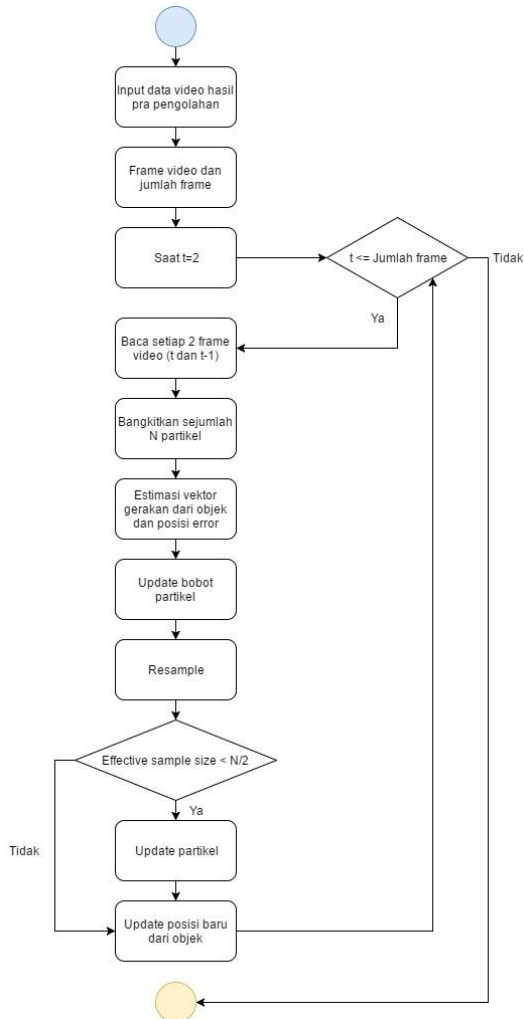 Input data video hasil
pra pengolahan
Frame video dan
jumlah frame
Saat t=2
t <= Jumlah frame
Tidak
Ya
Baca setiap 2 frame
video (t dan t-1)
Bangkitkan sejumlah
N partikel
Estimasi vektor
gerakan dari objek
dan posisi error
Update bobot
partikel
Resample
Effective sample size < N/2
Ya
Tidak
Update partikel
Update posisi baru
dari objek